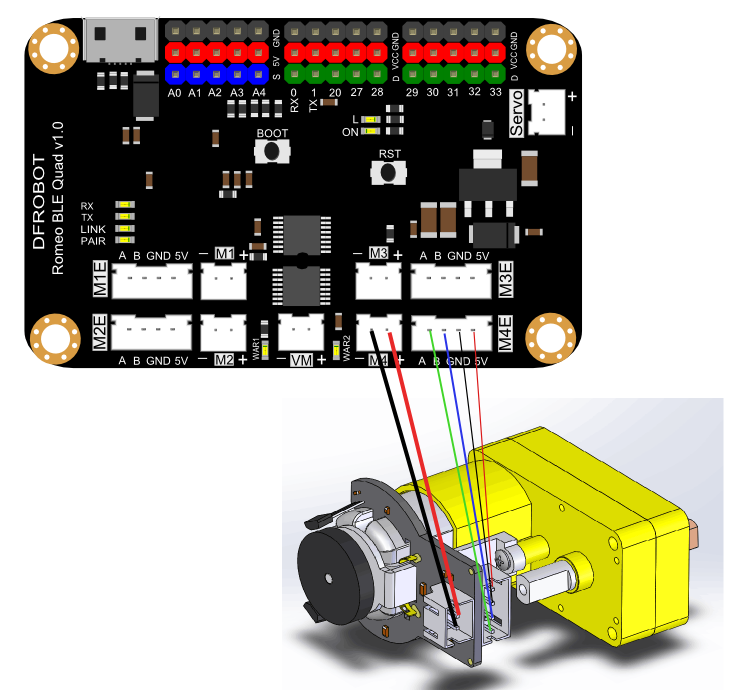 GND
5V
S
A0 A1 A2 A3 A4
VCC GND
D
0 1 20 27 28
RX TX
VCC GND
D
29 30 31 32 33
Servo
+
−
L
ON
BOOT
RST
DFROBOT
Romeo BLE Quad v1.0
RX
TX
LINK
PAIR
A B GND 5V
M1E
− M1 +
− M3 +
A B GND 5V
M3E
M2E
A B GND 5V
− M2 +
WAR1
− VM +
WAR2
− M4 +
A B GND 5V
M4E